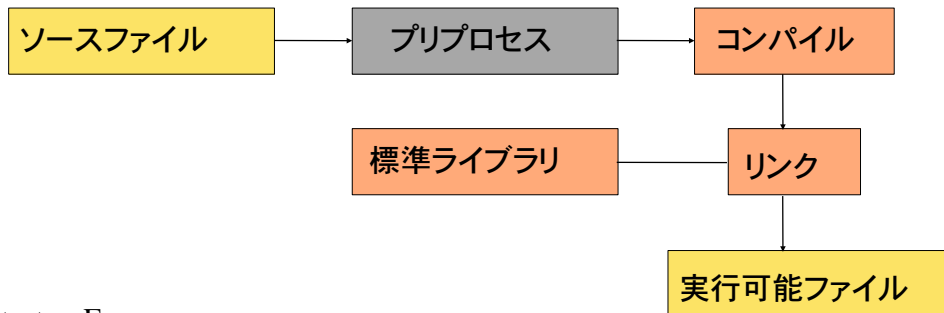 ソースファイル
プリプロセス
コンパイル
標準ライブラリ
リンク
実行可能ファイル